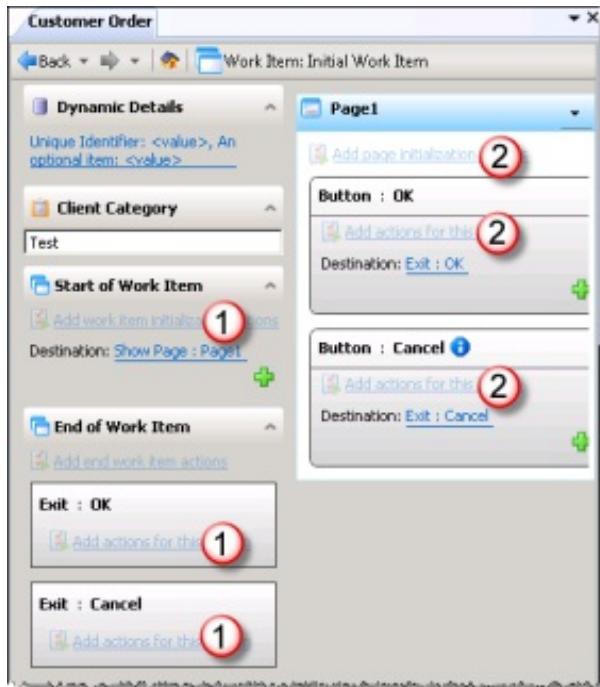 Customer Order
Back
Work Item: Initial Work Item
Dynamic Details
Unique Identifier: <value>, An
optional item: <value>
Client Category
Test
Start of Work Item
Add work item initializ
1
ons
Destination: Show Page : Page1
End of Work Item
Add end work item actions
Exit : OK
Add actions for this
1
Exit : Cancel
Add actions for this
1
Page1
Add page initialization
2
Button : OK
Add actions for this
2
Destination: Exit : OK
Button : Cancel
Add actions for this
2
Destination: Exit : Cancel